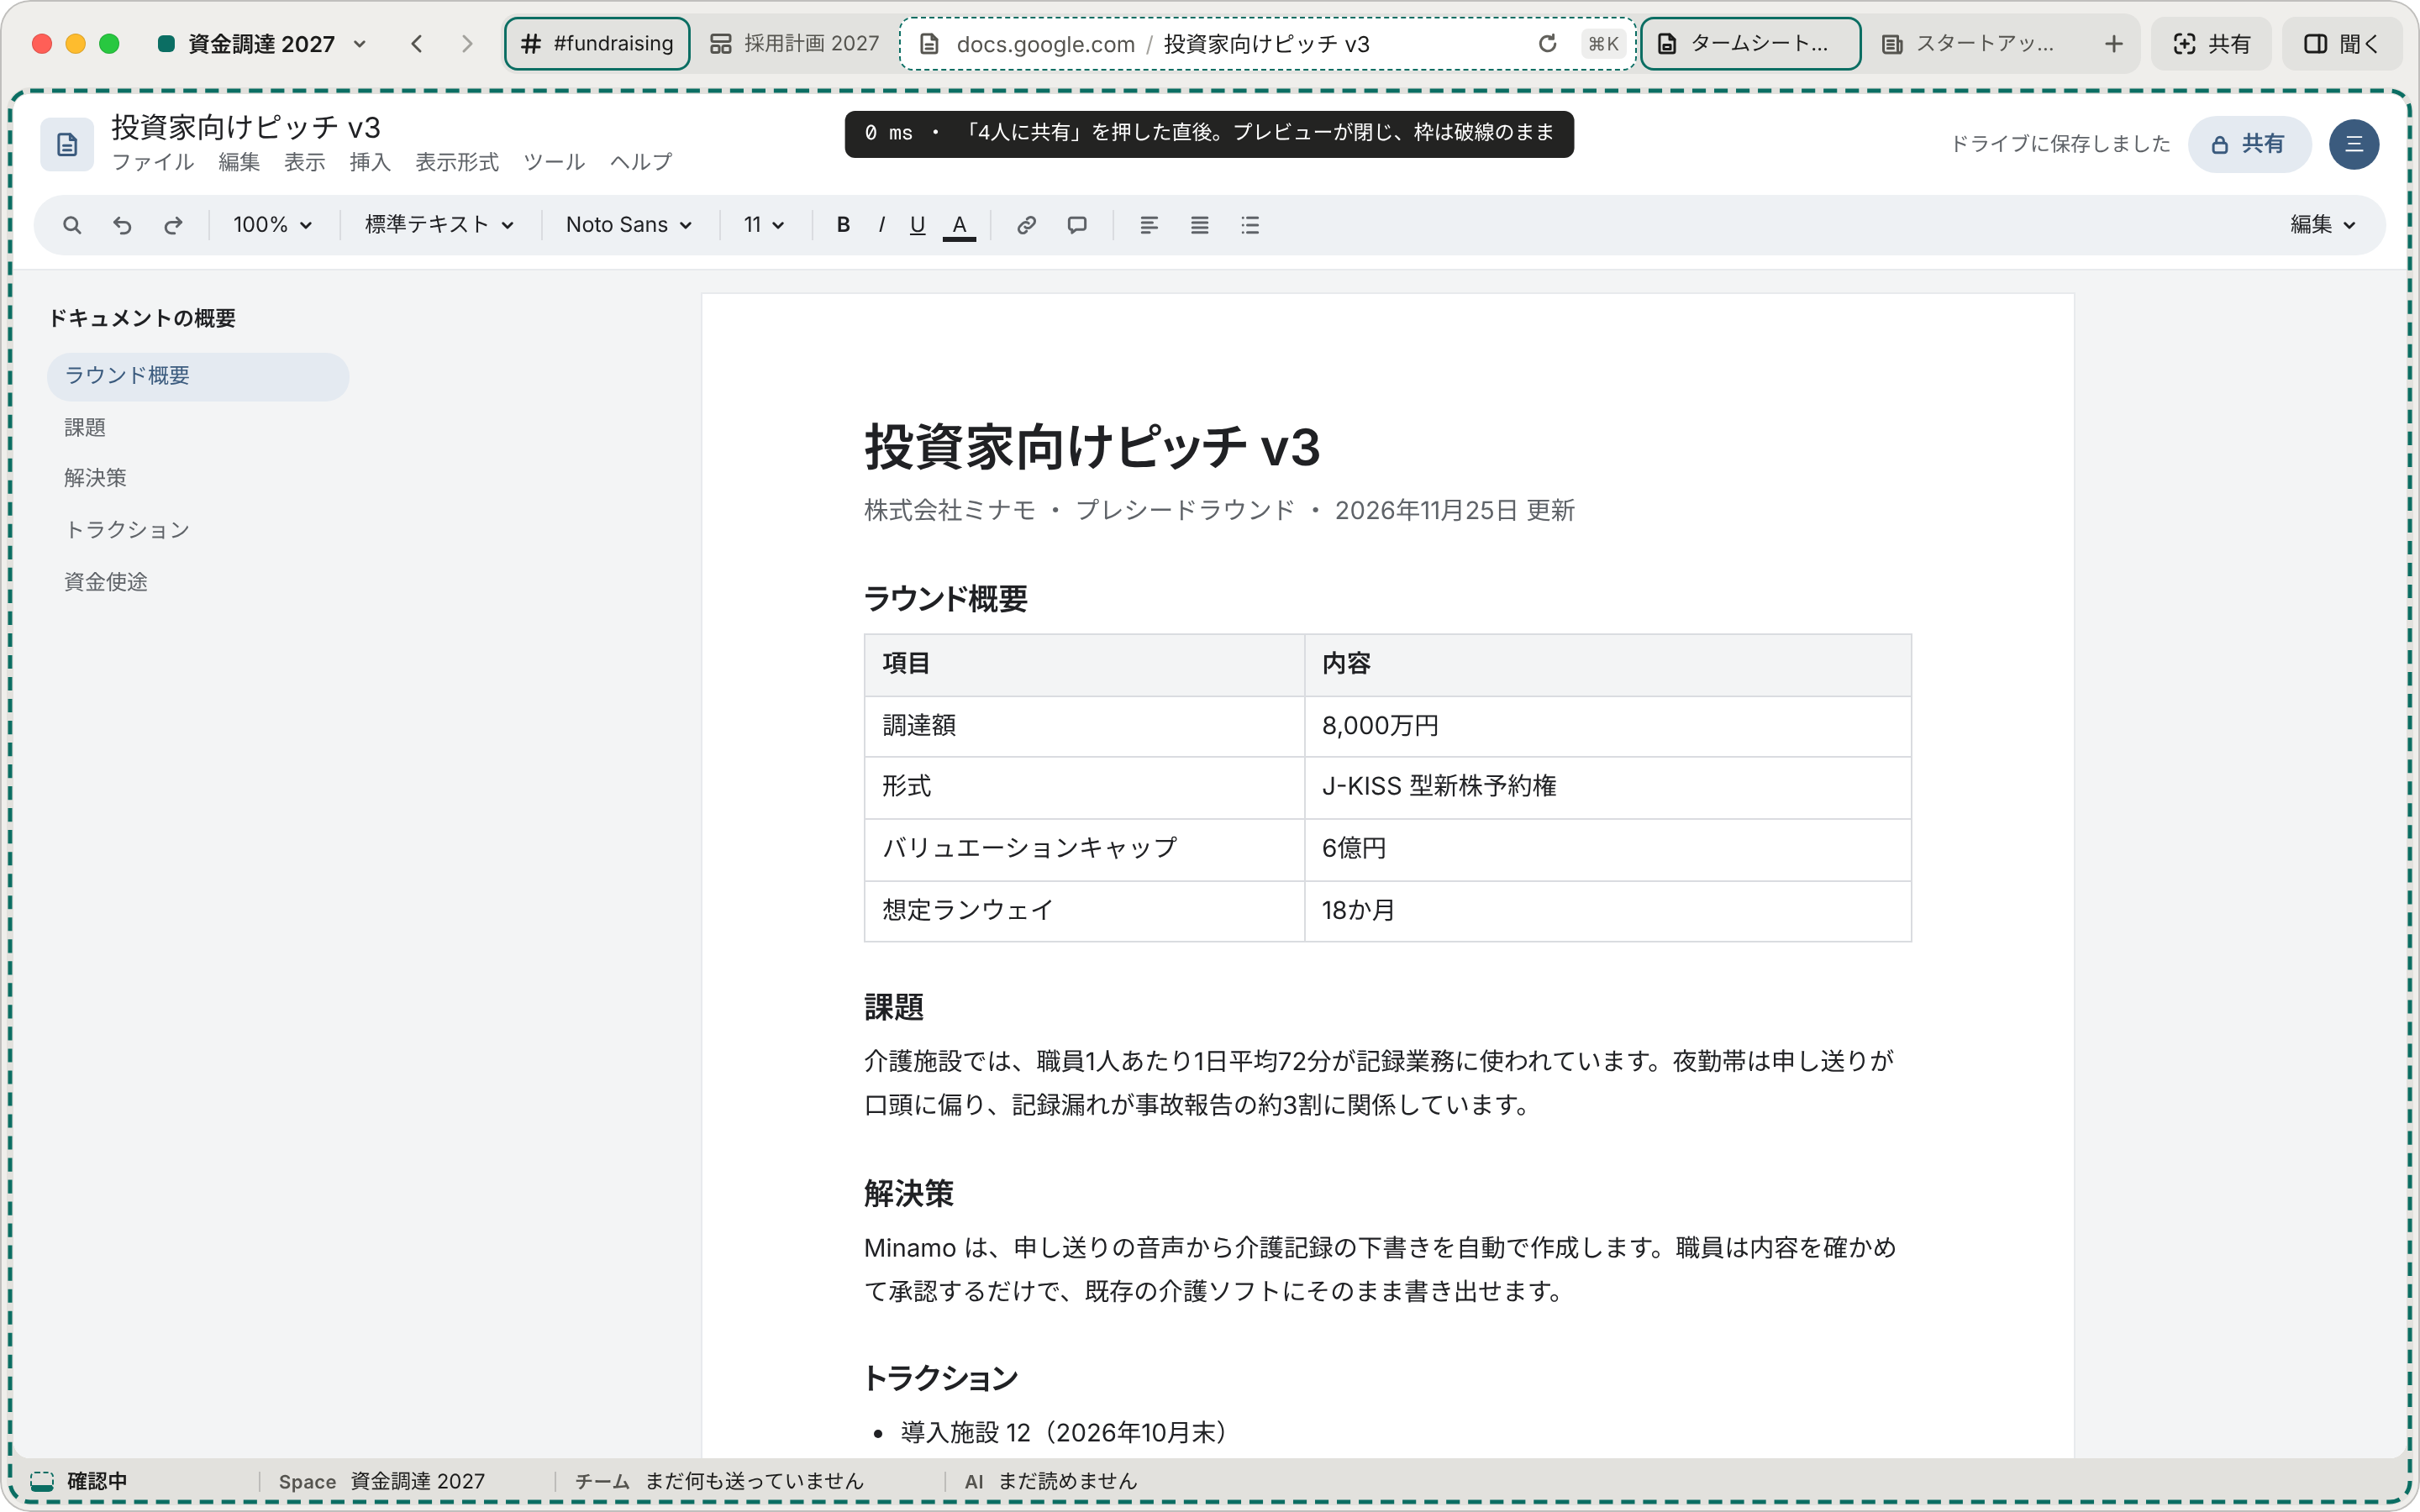 資金調達 2027
#fundraising
採用計画 2027
docs.google.com / 投資家向けピッチ v3
⌘K
タームシート…
スタートアッ…
共有
聞く
投資家向けピッチ v3
ファイル 編集 表示 挿入 表示形式 ツール ヘルプ
0 ms ・ 「4人に共有」を押した直後。プレビューが閉じ、枠は破線のまま
ドライブに保存しました
共有
三
100% 標準テキスト Noto Sans 11 B I U A
編集
ドキュメントの概要
ラウンド概要
課題
解決策
トラクション
資金使途
投資家向けピッチ v3
株式会社ミナモ ・ プレシードラウンド ・ 2026年11月25日 更新
ラウンド概要
項目 内容
調達額 8,000万円
形式 J-KISS 型新株予約権
バリュエーションキャップ 6億円
想定ランウェイ 18か月
課題
介護施設では、職員1人あたり1日平均72分が記録業務に使われています。夜勤帯は申し送りが
口頭に偏り、記録漏れが事故報告の約3割に関係しています。
解決策
Minamo は、申し送りの音声から介護記録の下書きを自動で作成します。職員は内容を確かめ
て承認するだけで、既存の介護ソフトにそのまま書き出せます。
トラクション
• 導入施設 12（2026年10月末）
確認中
Space 資金調達 2027
チーム まだ何も送っていません
AI まだ読めません